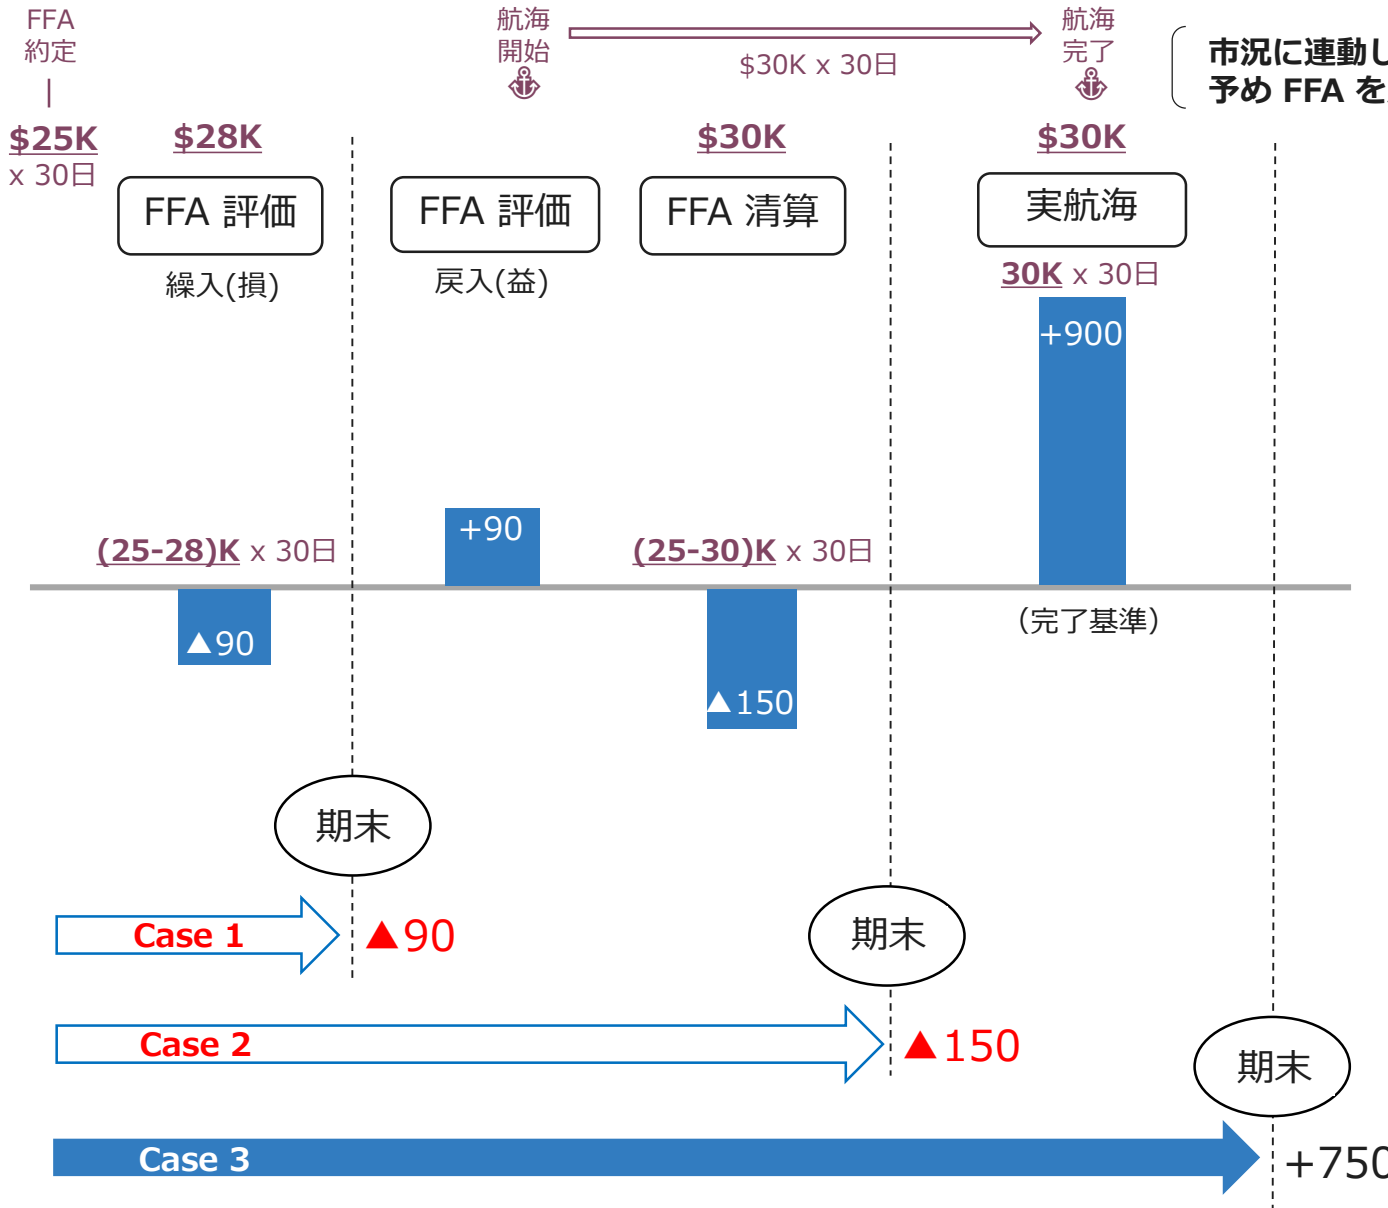 FFA
約定
$25K
x 30日
航海
開始
$30K x 30日
航海
完了
市況に連動し
予め FFA を
$28K
$30K
$30K
FFA 評価
FFA 評価
FFA 清算
実航海
繰入(損)
戻入(益)
30K x 30日
+900
(25-28)K x 30日
+90
(25-30)K x 30日
▲90
▲150
（完了基準）
期末
期末
期末
Case 1
▲90
Case 2
▲150
Case 3
+750